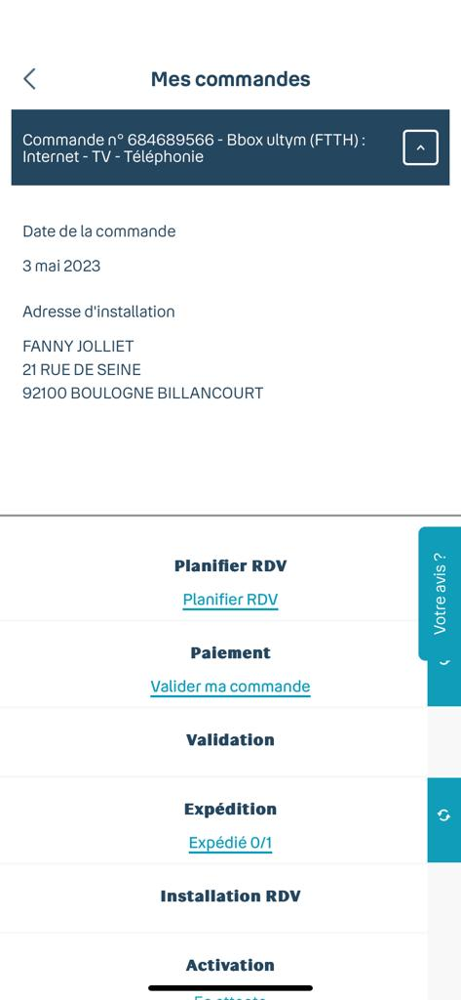 Mes commandes
Commande n° 684689566 - Bbox ultym (FTTH) :
Internet - TV - Téléphonie
Date de la commande
3 mai 2023
Adresse d'installation
FANNY JOLLIET
21 RUE DE SEINE
92100 BOULOGNE BILLANCOURT
Votre avis ?
Planifier RDV
Planifier RDV
Paiement
Valider ma commande
Validation
Expédition
Expédié 0/1
Installation RDV
Activation